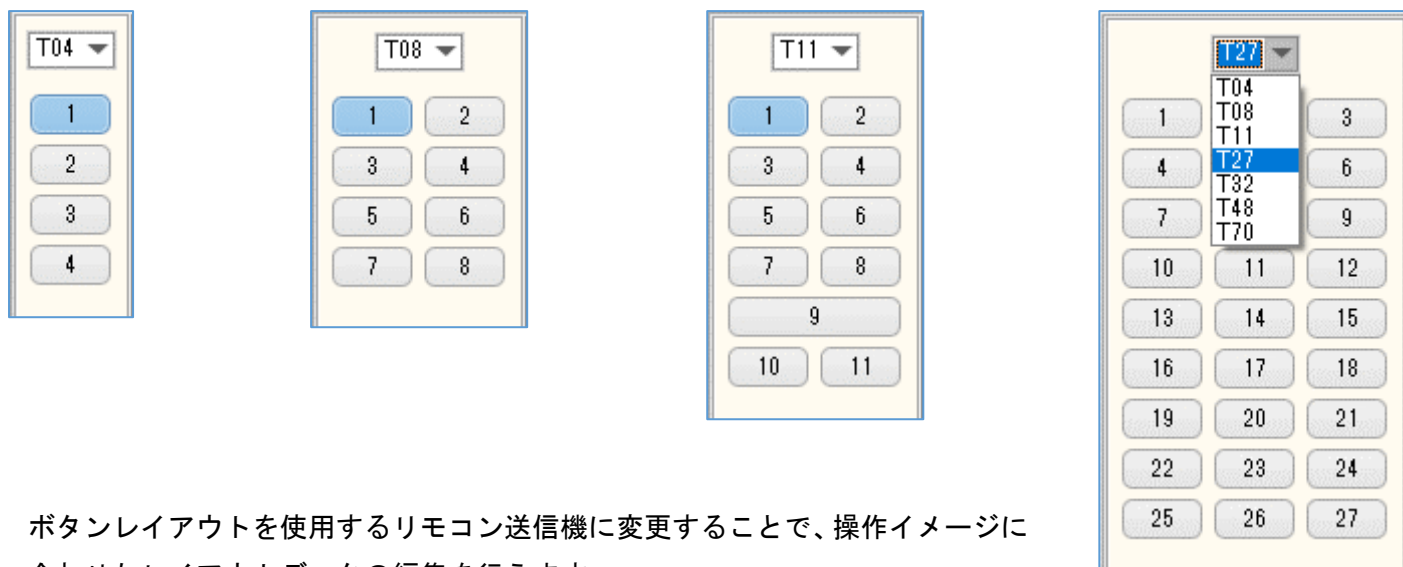 T04
1
2
3
4
T08
1 2
3 4
5 6
7 8
T11
1 2
3 4
5 6
7 8
9
10 11
T27
T04
T08
T11
T27
T32
T48
T70
1 3
4 6
7 9
10 11 12
13 14 15
16 17 18
19 20 21
22 23 24
25 26 27
ボタンレイアウトを使用するリモコン送信機に変更することで、操作イメージに